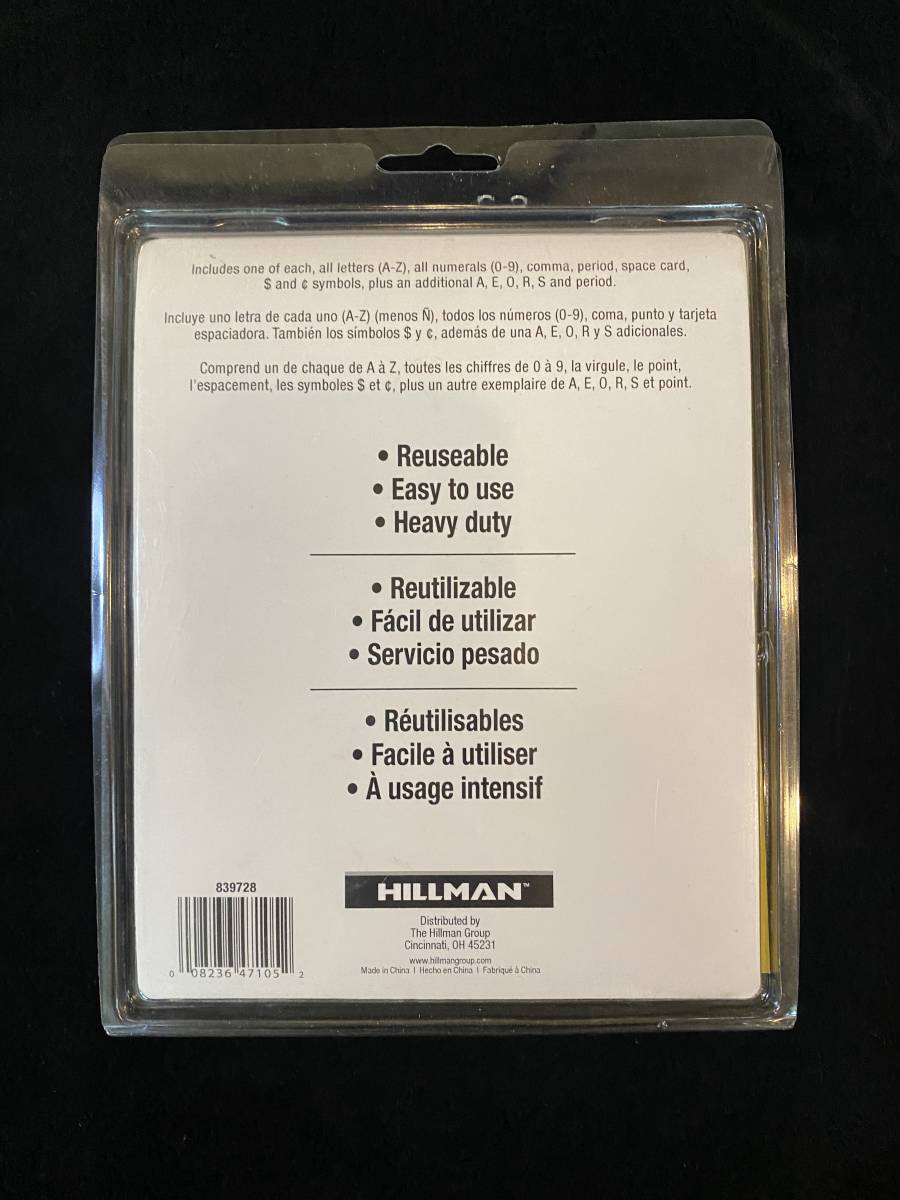 Includes one of each, all letters (A-Z), all numerals (0-9), comma, period, space card,
$ and ¢ symbols, plus an additional A, E, O, R, S and period.
Incluye uno letra de cada uno (A-Z) (menos Ñ), todos los números (0-9), coma, punto y tarjeta
espaciadora. También los símbolos $ y ¢, además de una A, E, O, R y S adicionales.
Comprend un de chaque de A à Z, toutes les chiffres de 0 à 9, la virgule, le point,
l'espacement, les symboles $ et ¢, plus un autre exemplaire de A, E, O, R, S et point.
• Reuseable
• Easy to use
• Heavy duty
• Reutilizable
• Fácil de utilizar
• Servicio pesado
• Réutilisables
• Facile à utiliser
• À usage intensif
839728
0 08236 47105 2
HILLMAN™
Distributed by
The Hillman Group
Cincinnati, OH 45231
www.hillmangroup.com
Made in China | Hecho en China | Fabriqué à China